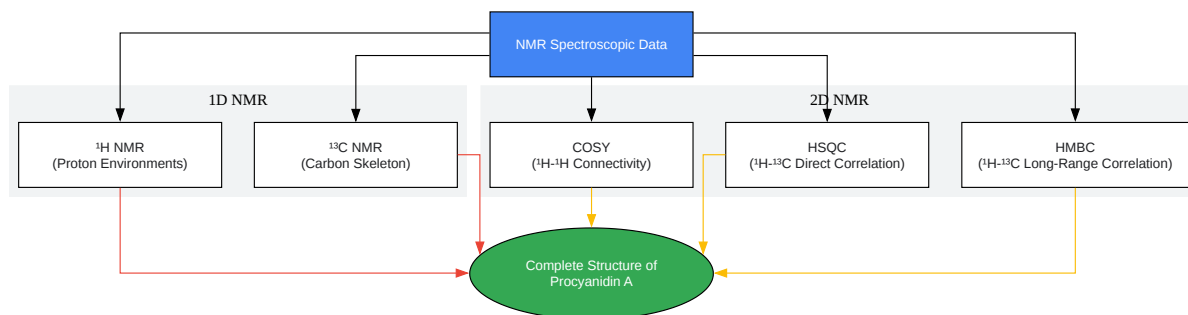 NMR Spectroscopic Data
1D NMR
2D NMR
¹H NMR
(Proton Environments)
¹³C NMR
(Carbon Skeleton)
COSY
(¹H-¹H Connectivity)
HSQC
(¹H-¹³C Direct Correlation)
HMBC
(¹H-¹³C Long-Range Correlation)
Complete Structure of
Procyanidin A